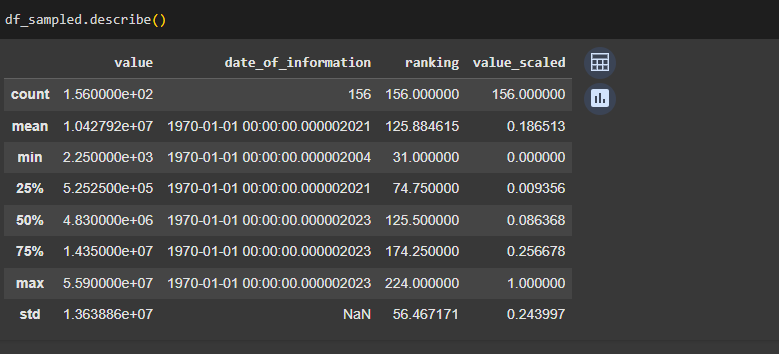 df_sampled.describe()
value date_of_information ranking value_scaled
count 1.560000e+02 156 156.000000 156.000000
mean 1.042792e+07 1970-01-01 00:00:00.000002021 125.884615 0.186513
min 2.250000e+03 1970-01-01 00:00:00.000002004 31.000000 0.000000
25% 5.252500e+05 1970-01-01 00:00:00.000002021 74.750000 0.009356
50% 4.830000e+06 1970-01-01 00:00:00.000002023 125.500000 0.086368
75% 1.435000e+07 1970-01-01 00:00:00.000002023 174.250000 0.256678
max 5.590000e+07 1970-01-01 00:00:00.000002023 224.000000 1.000000
std 1.363886e+07 NaN 56.467171 0.243997